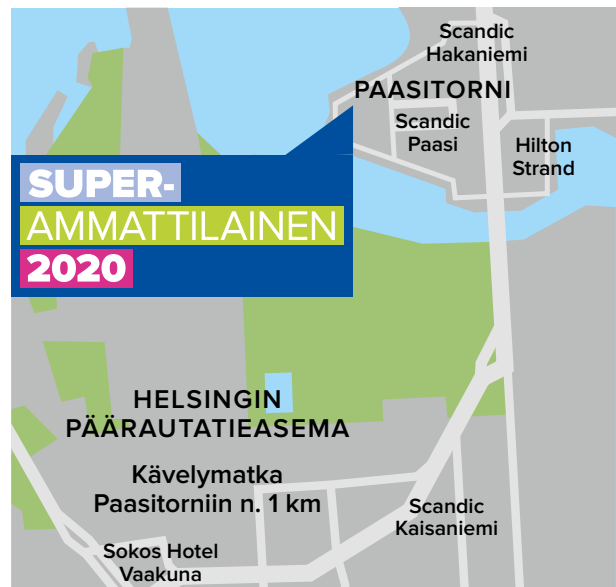 Scandic
Hakaniemi
PAASITORNI
Scandic
Paasi
Hilton
Strand
SUPER-
AMMATTILAINEN
2020
HELSINGIN
PÄÄRAUTATIEASEMA
Kävelymatka
Paasitorniin n. 1 km
Scandic
Kaisaniemi
Sokos Hotel
Vaakuna